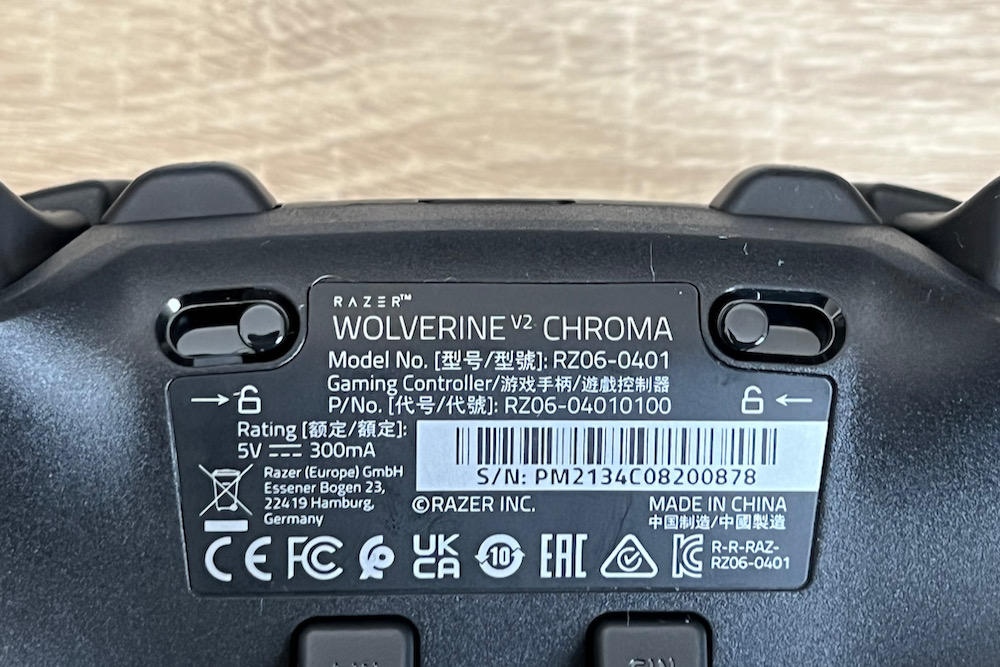 RAZER™
WOLVERINE V2 CHROMA
Model No. [型号/型號]: RZ06-0401
Gaming Controller/游戏手柄/遊戲控制器
P/No. [代号/代號]: RZ06-04010100
Rating [额定/額定]:
5V ⎓ 300mA
S/N: PM2134C08200878
Razer (Europe) GmbH
Essener Bogen 23,
22419 Hamburg,
Germany
©RAZER INC.
MADE IN CHINA
中国制造/中國製造
CE FC UK CA 10 EAC
R-R-RAZ-
RZ06-0401